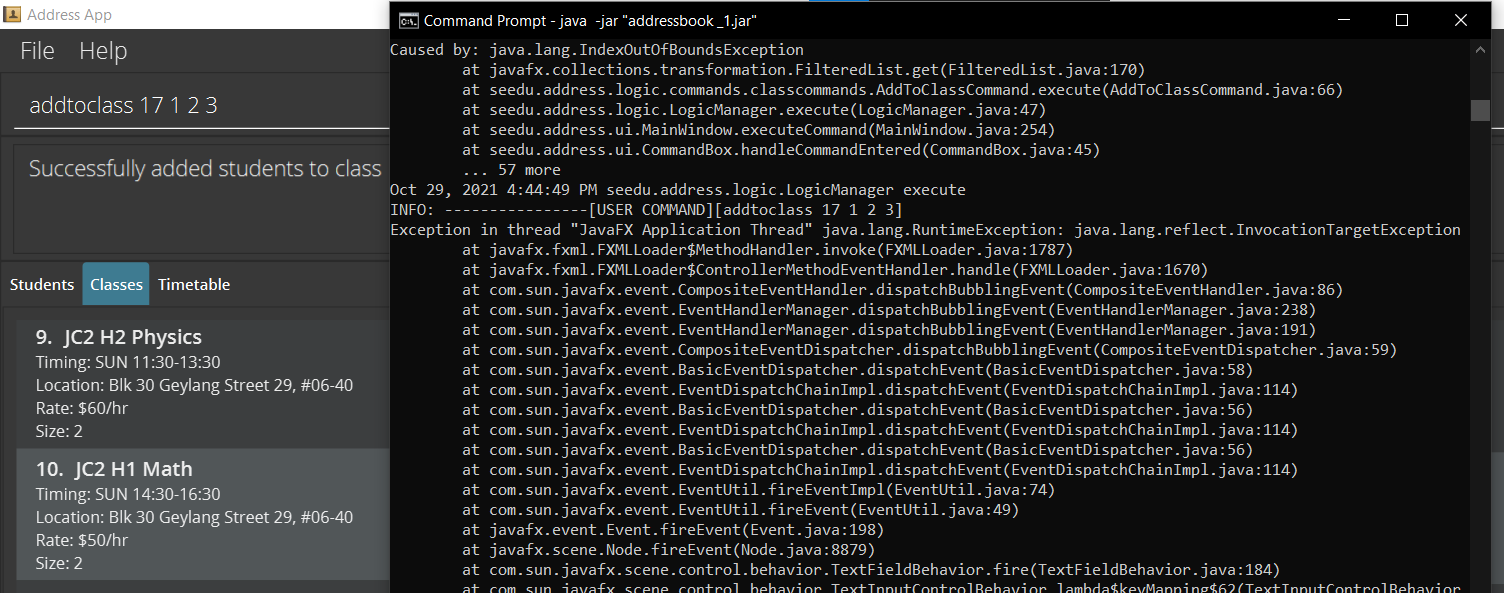 Address App
File Help
addtoclass 17 1 2 3
Successfully added students to class
Students Classes Timetable
9. JC2 H2 Physics
Timing: SUN 11:30-13:30
Location: Blk 30 Geylang Street 29, #06-40
Rate: $60/hr
Size: 2
10. JC2 H1 Math
Timing: SUN 14:30-16:30
Location: Blk 30 Geylang Street 29, #06-40
Rate: $50/hr
Size: 2
Command Prompt - java -jar "addressbook _1.jar"
Caused by: java.lang.IndexOutOfBoundsException
at javafx.collections.transformation.FilteredList.get(FilteredList.java:170)
at seedu.address.logic.commands.classcommands.AddToClassCommand.execute(AddToClassCommand.java:66)
at seedu.address.logic.LogicManager.execute(LogicManager.java:47)
at seedu.address.ui.MainWindow.executeCommand(MainWindow.java:254)
at seedu.address.ui.CommandBox.handleCommandEntered(CommandBox.java:45)
... 57 more
Oct 29, 2021 4:44:49 PM seedu.address.logic.LogicManager execute
INFO: ----------------[USER COMMAND][addtoclass 17 1 2 3]
Exception in thread "JavaFX Application Thread" java.lang.RuntimeException: java.lang.reflect.InvocationTargetException
at javafx.fxml.FXMLLoader$MethodHandler.invoke(FXMLLoader.java:1787)
at javafx.fxml.FXMLLoader$ControllerMethodEventHandler.handle(FXMLLoader.java:1670)
at com.sun.javafx.event.CompositeEventHandler.dispatchBubblingEvent(CompositeEventHandler.java:86)
at com.sun.javafx.event.EventHandlerManager.dispatchBubblingEvent(EventHandlerManager.java:238)
at com.sun.javafx.event.EventHandlerManager.dispatchBubblingEvent(EventHandlerManager.java:191)
at com.sun.javafx.event.CompositeEventDispatcher.dispatchBubblingEvent(CompositeEventDispatcher.java:59)
at com.sun.javafx.event.BasicEventDispatcher.dispatchEvent(BasicEventDispatcher.java:58)
at com.sun.javafx.event.EventDispatchChainImpl.dispatchEvent(EventDispatchChainImpl.java:114)
at com.sun.javafx.event.BasicEventDispatcher.dispatchEvent(BasicEventDispatcher.java:56)
at com.sun.javafx.event.EventDispatchChainImpl.dispatchEvent(EventDispatchChainImpl.java:114)
at com.sun.javafx.event.BasicEventDispatcher.dispatchEvent(BasicEventDispatcher.java:56)
at com.sun.javafx.event.EventDispatchChainImpl.dispatchEvent(EventDispatchChainImpl.java:114)
at com.sun.javafx.event.EventUtil.fireEventImpl(EventUtil.java:74)
at com.sun.javafx.event.EventUtil.fireEvent(EventUtil.java:49)
at javafx.event.Event.fireEvent(Event.java:198)
at javafx.scene.Node.fireEvent(Node.java:8879)
at com.sun.javafx.scene.control.behavior.TextFieldBehavior.fire(TextFieldBehavior.java:184)
at com.sun.javafx.scene.control.behavior.TextInputControlBehavior.lambda$keyMapping$62(TextInputControlBehavior